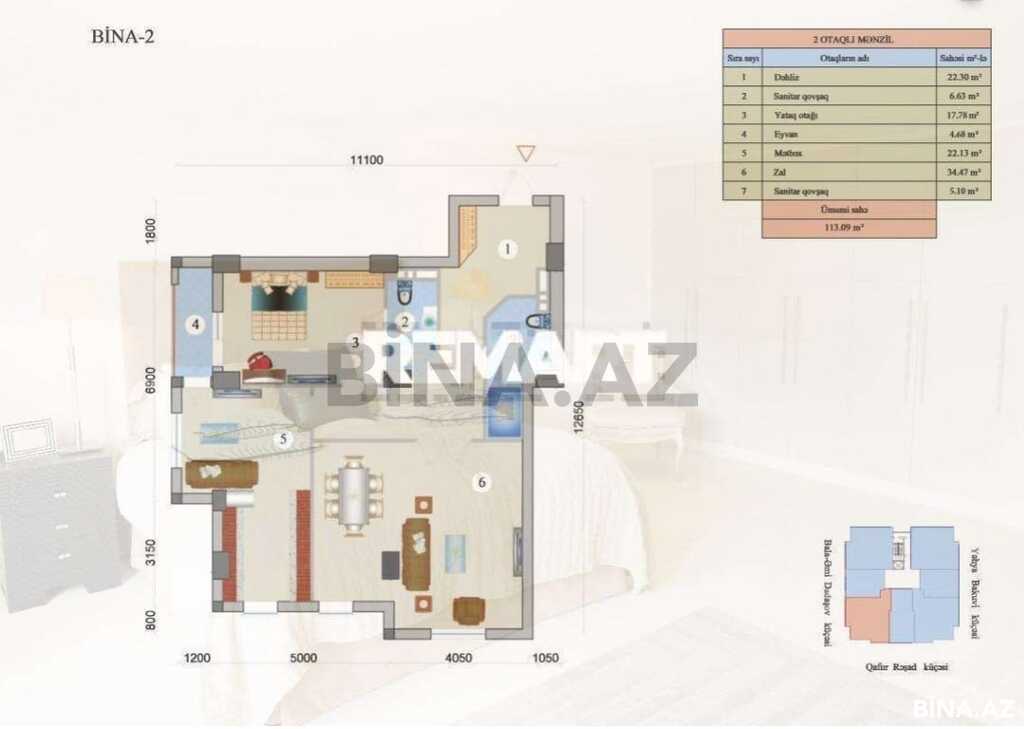 BİNA-2
2 OTAQLI MƏNZİL
Sıra sayı Otaqların adı Sahəsi m²-lə
1 Dəhliz 22.30 m²
2 Sanitar qovşaq 6.63 m²
3 Yataq otağı 17.78 m²
4 Eyvan 4.68 m²
5 Mətbəx 22.13 m²
6 Zal 34.47 m²
7 Sanitar qovşaq 5.10 m²
Ümumi sahə
113.09 m²
11100
1800
6900
3150
800
12650
1200 5000 4050 1050
1
2
3
4
5
6
BİNA.AZ
Bala-Əmi Dadaşov küçəsi
Yəhya Bakuvi küçəsi
Qafur Rəşad küçəsi
BİNA.AZ